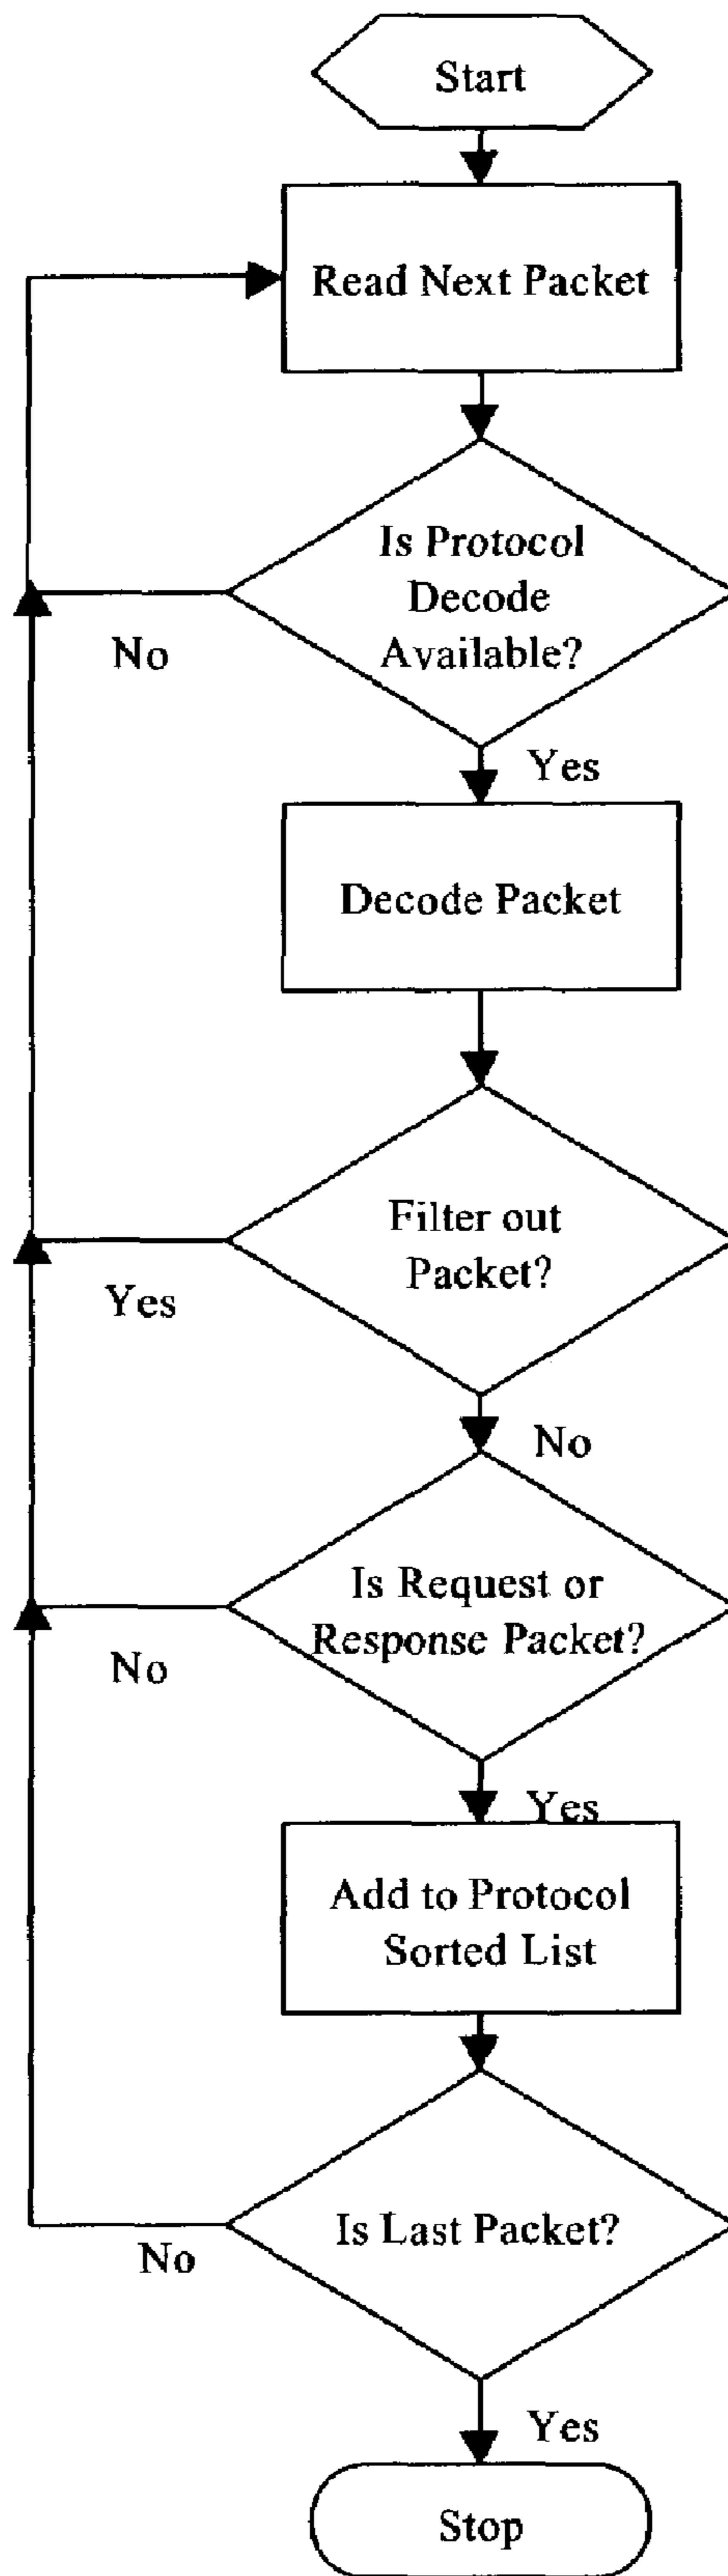 Start
Read Next Packet
Is Protocol
Decode
Available?
No
Yes
Decode Packet
Filter out
Packet?
Yes
No
Is Request or
Response Packet?
No
Yes
Add to Protocol
Sorted List
Is Last Packet?
No
Yes
Stop